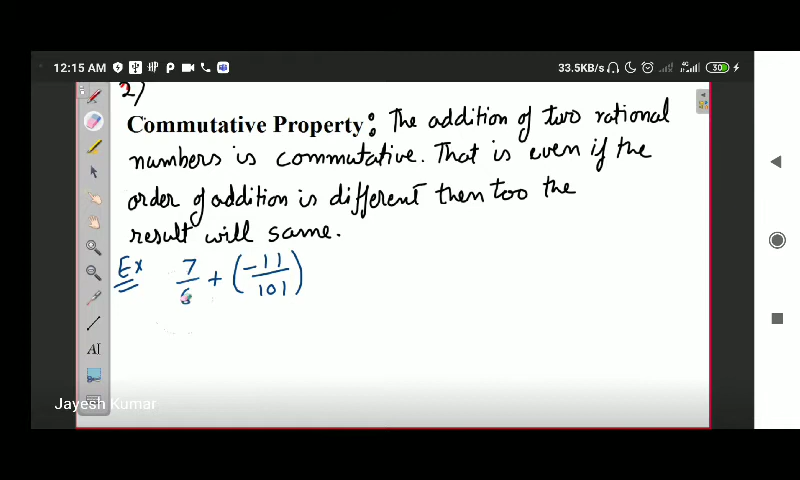 12:15 AM
33.5KB/s 4G 30
2)
Commutative Property: The addition of two rational
numbers is commutative. That is even if the
order of addition is different then too the
result will same.
Ex 7/6 + (-11/101)
AI
Jayesh Kumar